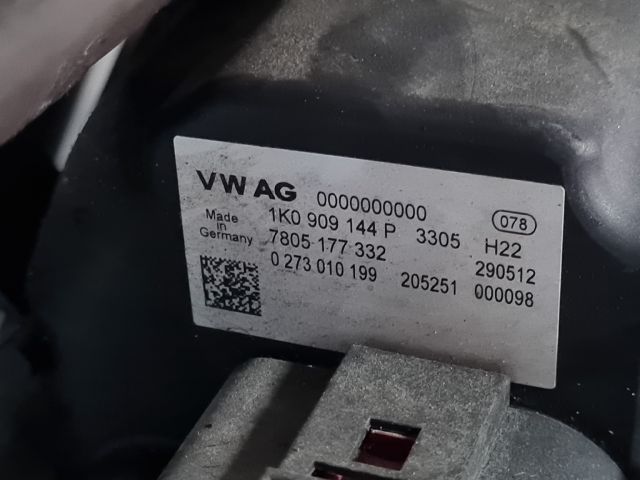 VW AG 0000000000 078
Made in Germany
1K0 909 144 P 3305 H22
7805 177 332 290512
0 273 010 199 205251 000098